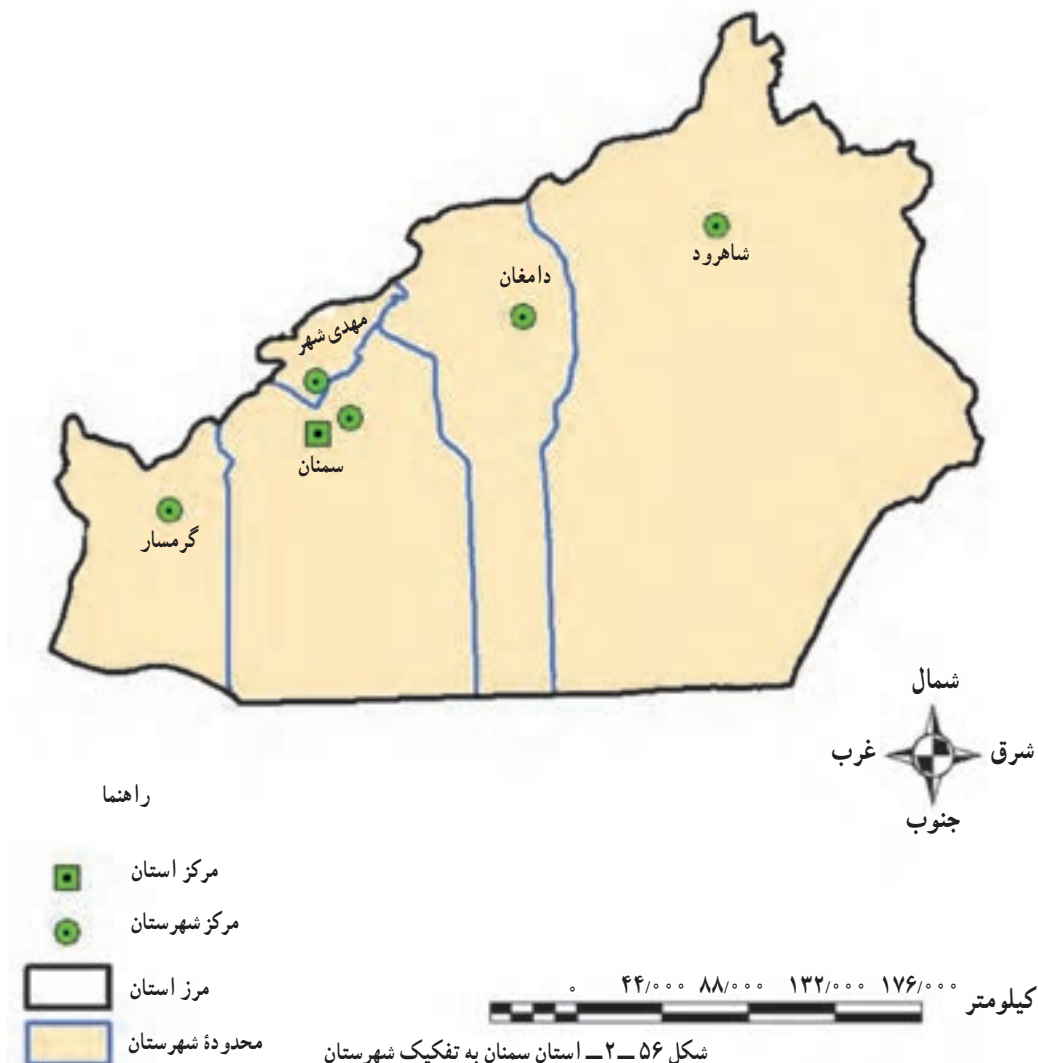 شاهرود
دامغان
مهدی شهر
سمنان
گرمسار
شمال
شرق
غرب
جنوب
راهنما
مرکز استان
مرکز شهرستان
مرز استان
محدودهٔ شهرستان
۰ ۴۴/۰۰۰ ۸۸/۰۰۰ ۱۳۲/۰۰۰ ۱۷۶/۰۰۰ کیلومتر
شکل ۵۶ ــ ۲ ــ استان سمنان به تفکیک شهرستان